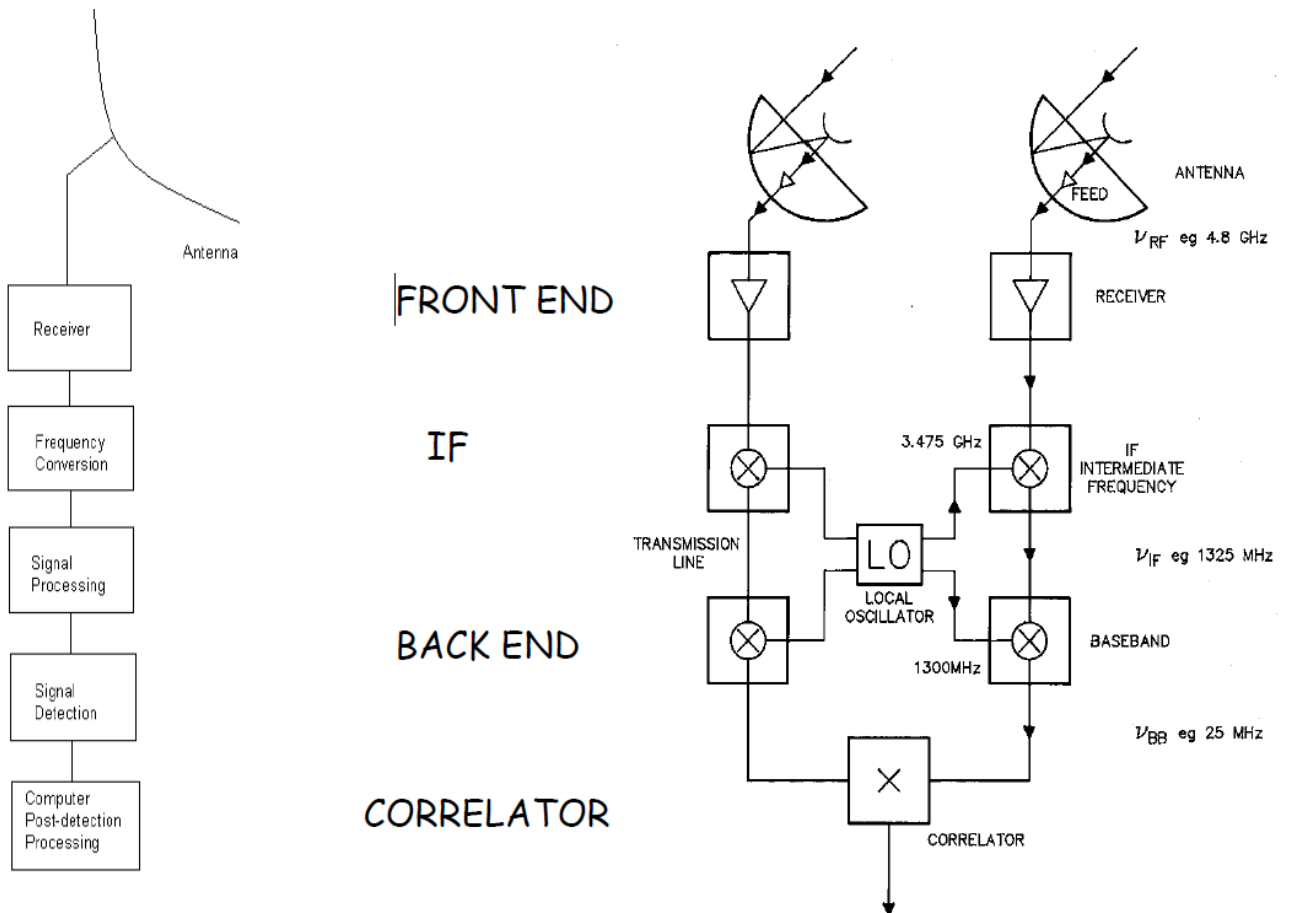 Antenna
Receiver
Frequency
Conversion
Signal
Processing
Signal
Detection
Computer
Post-detection
Processing
FRONT END
IF
BACK END
CORRELATOR
ANTENNA
FEED
νRF eg 4.8 GHz
RECEIVER
3.475 GHz
IF
INTERMEDIATE
FREQUENCY
TRANSMISSION
LINE
LO
LOCAL
OSCILLATOR
νIF eg 1325 MHz
BASEBAND
1300MHz
νBB eg 25 MHz
CORRELATOR